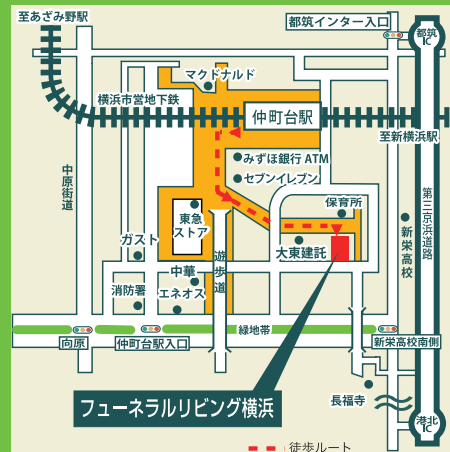 至あざみ野駅
都筑インター入口
都筑
IC
マクドナルド
横浜市営地下鉄
仲町台駅
至新横浜駅
みずほ銀行 ATM
セブンイレブン
中原街道
保育所
第三京浜道路
東急
ストア
新栄高校
ガスト
大東建託
遊歩道
中華
消防署
エネオス
緑地帯
向原
仲町台駅入口
新栄高校南側
フューネラルリビング横浜
長福寺
港北
IC
徒歩ルート